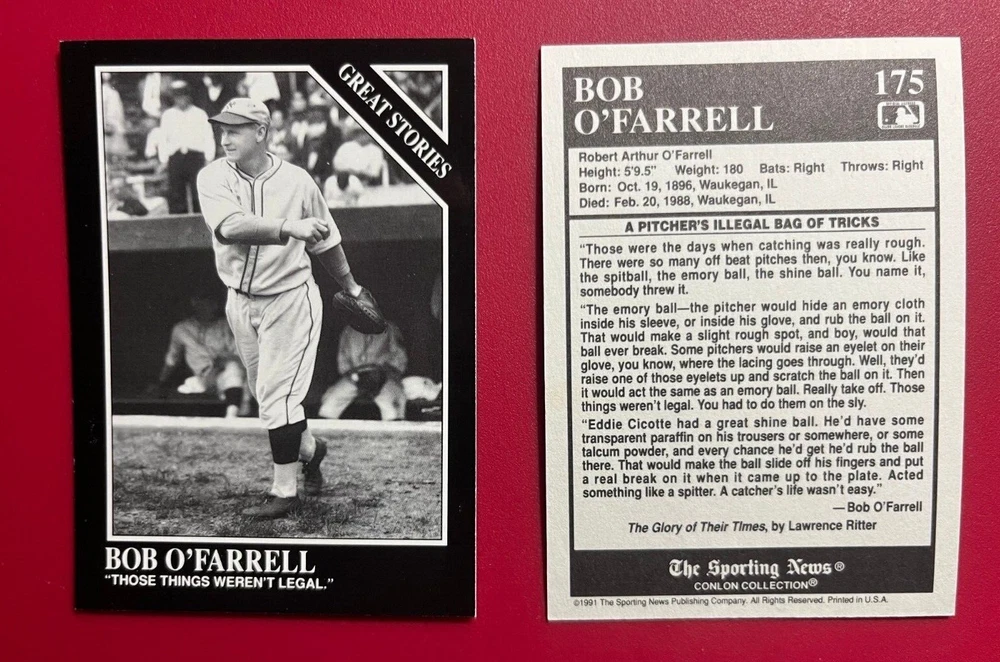 GREAT STORIES
BOB O'FARRELL
"THOSE THINGS WEREN'T LEGAL."
BOB
O'FARRELL
175
Robert Arthur O'Farrell
Height: 5'9.5" Weight: 180 Bats: Right Throws: Right
Born: Oct. 19, 1896, Waukegan, IL
Died: Feb. 20, 1988, Waukegan, IL
A PITCHER'S ILLEGAL BAG OF TRICKS
"Those were the days when catching was really rough.
There were so many off beat pitches then, you know. Like
the spitball, the emory ball, the shine ball. You name it,
somebody threw it.
"The emory ball—the pitcher would hide an emory cloth
inside his sleeve, or inside his glove, and rub the ball on it.
That would make a slight rough spot, and boy, would that
ball ever break. Some pitchers would raise an eyelet on their
glove, you know, where the lacing goes through. Well, they'd
raise one of those eyelets up and scratch the ball on it. Then
it would act the same as an emory ball. Really take off. Those
things weren't legal. You had to do them on the sly.
"Eddie Cicotte had a great shine ball. He'd have some
transparent paraffin on his trousers or somewhere, or some
talcum powder, and every chance he'd get he'd rub the ball
there. That would make the ball slide off his fingers and put
a real break on it when it came up to the plate. Acted
something like a spitter. A catcher's life wasn't easy."
—Bob O'Farrell
The Glory of Their Times, by Lawrence Ritter
The Sporting News®
CONLON COLLECTION®
©1991 The Sporting News Publishing Company. All Rights Reserved. Printed in U.S.A.